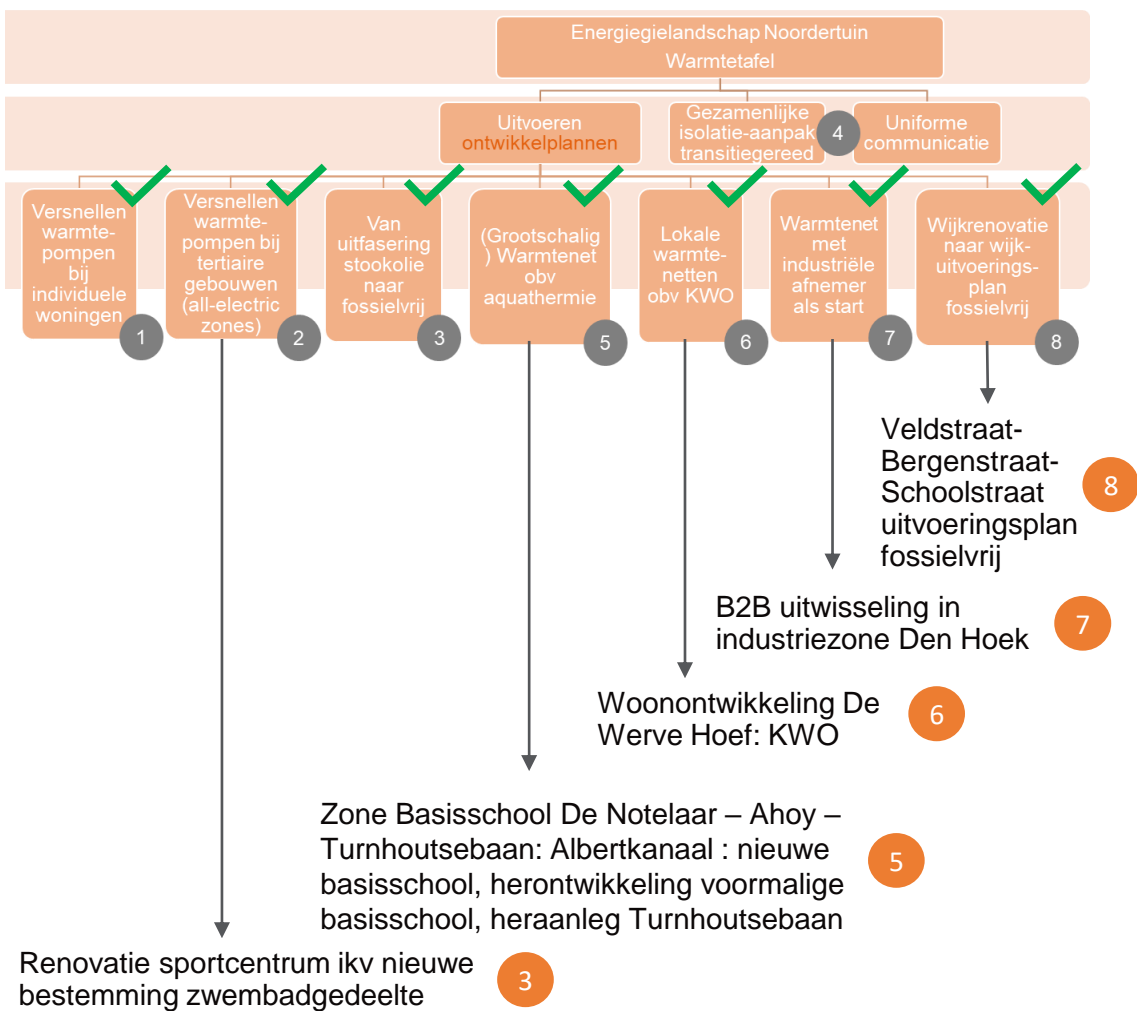 Energiegielandschap Noordertuin
Warmtetafel
Uitvoeren
ontwikkelplannen
Gezamenlijke
isolatie-aanpak
transitiegereed
4
Uniforme
communicatie
Versnellen
warmte-
pompen
bij
individuele
woningen
1
Versnellen
warmte-
pompen bij
tertiaire
gebouwen
(all-electric
zones)
2
Van
uitfasering
stookolie
naar
fossielvrij
3
(Grootschalig
) Warmtenet
obv
aquathermie
5
Lokale
warmte-
netten
obv KWO
6
Warmtenet
met
industriële
afnemer
als start
7
Wijkrenovatie
naar wijk-
uitvoerings-
plan
fossielvrij
8
Veldstraat-
Bergenstraat-
Schoolstraat
uitvoeringsplan
fossielvrij
8
B2B uitwisseling in
industriezone Den Hoek
7
Woonontwikkeling De
Werve Hoef: KWO
6
Zone Basisschool De Notelaar – Ahoy –
Turnhoutsebaan: Albertkanaal : nieuwe
basisschool, herontwikkeling voormalige
basisschool, heraanleg Turnhoutsebaan
5
Renovatie sportcentrum ikv nieuwe
bestemming zwembadgedeelte
3